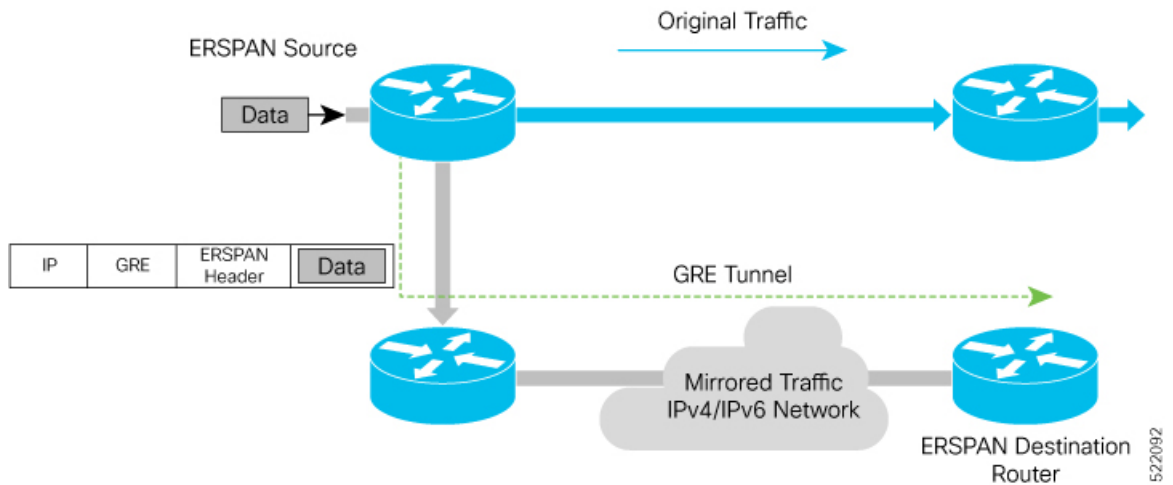 Original Traffic
ERSPAN Source
Data
IP
GRE
ERSPAN
Header
Data
GRE Tunnel
Mirrored Traffic
IPv4/IPv6 Network
ERSPAN Destination
Router
522092